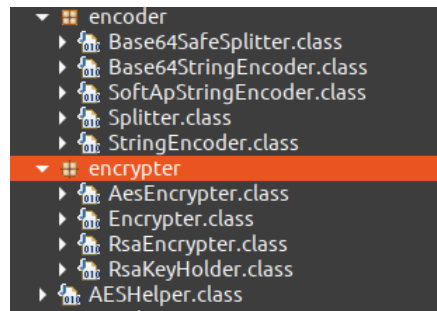 encoder
Base64SafeSplitter.class
Base64StringEncoder.class
SoftApStringEncoder.class
Splitter.class
StringEncoder.class
encrypter
AesEncrypter.class
Encrypter.class
RsaEncrypter.class
RsaKeyHolder.class
AESHelper.class